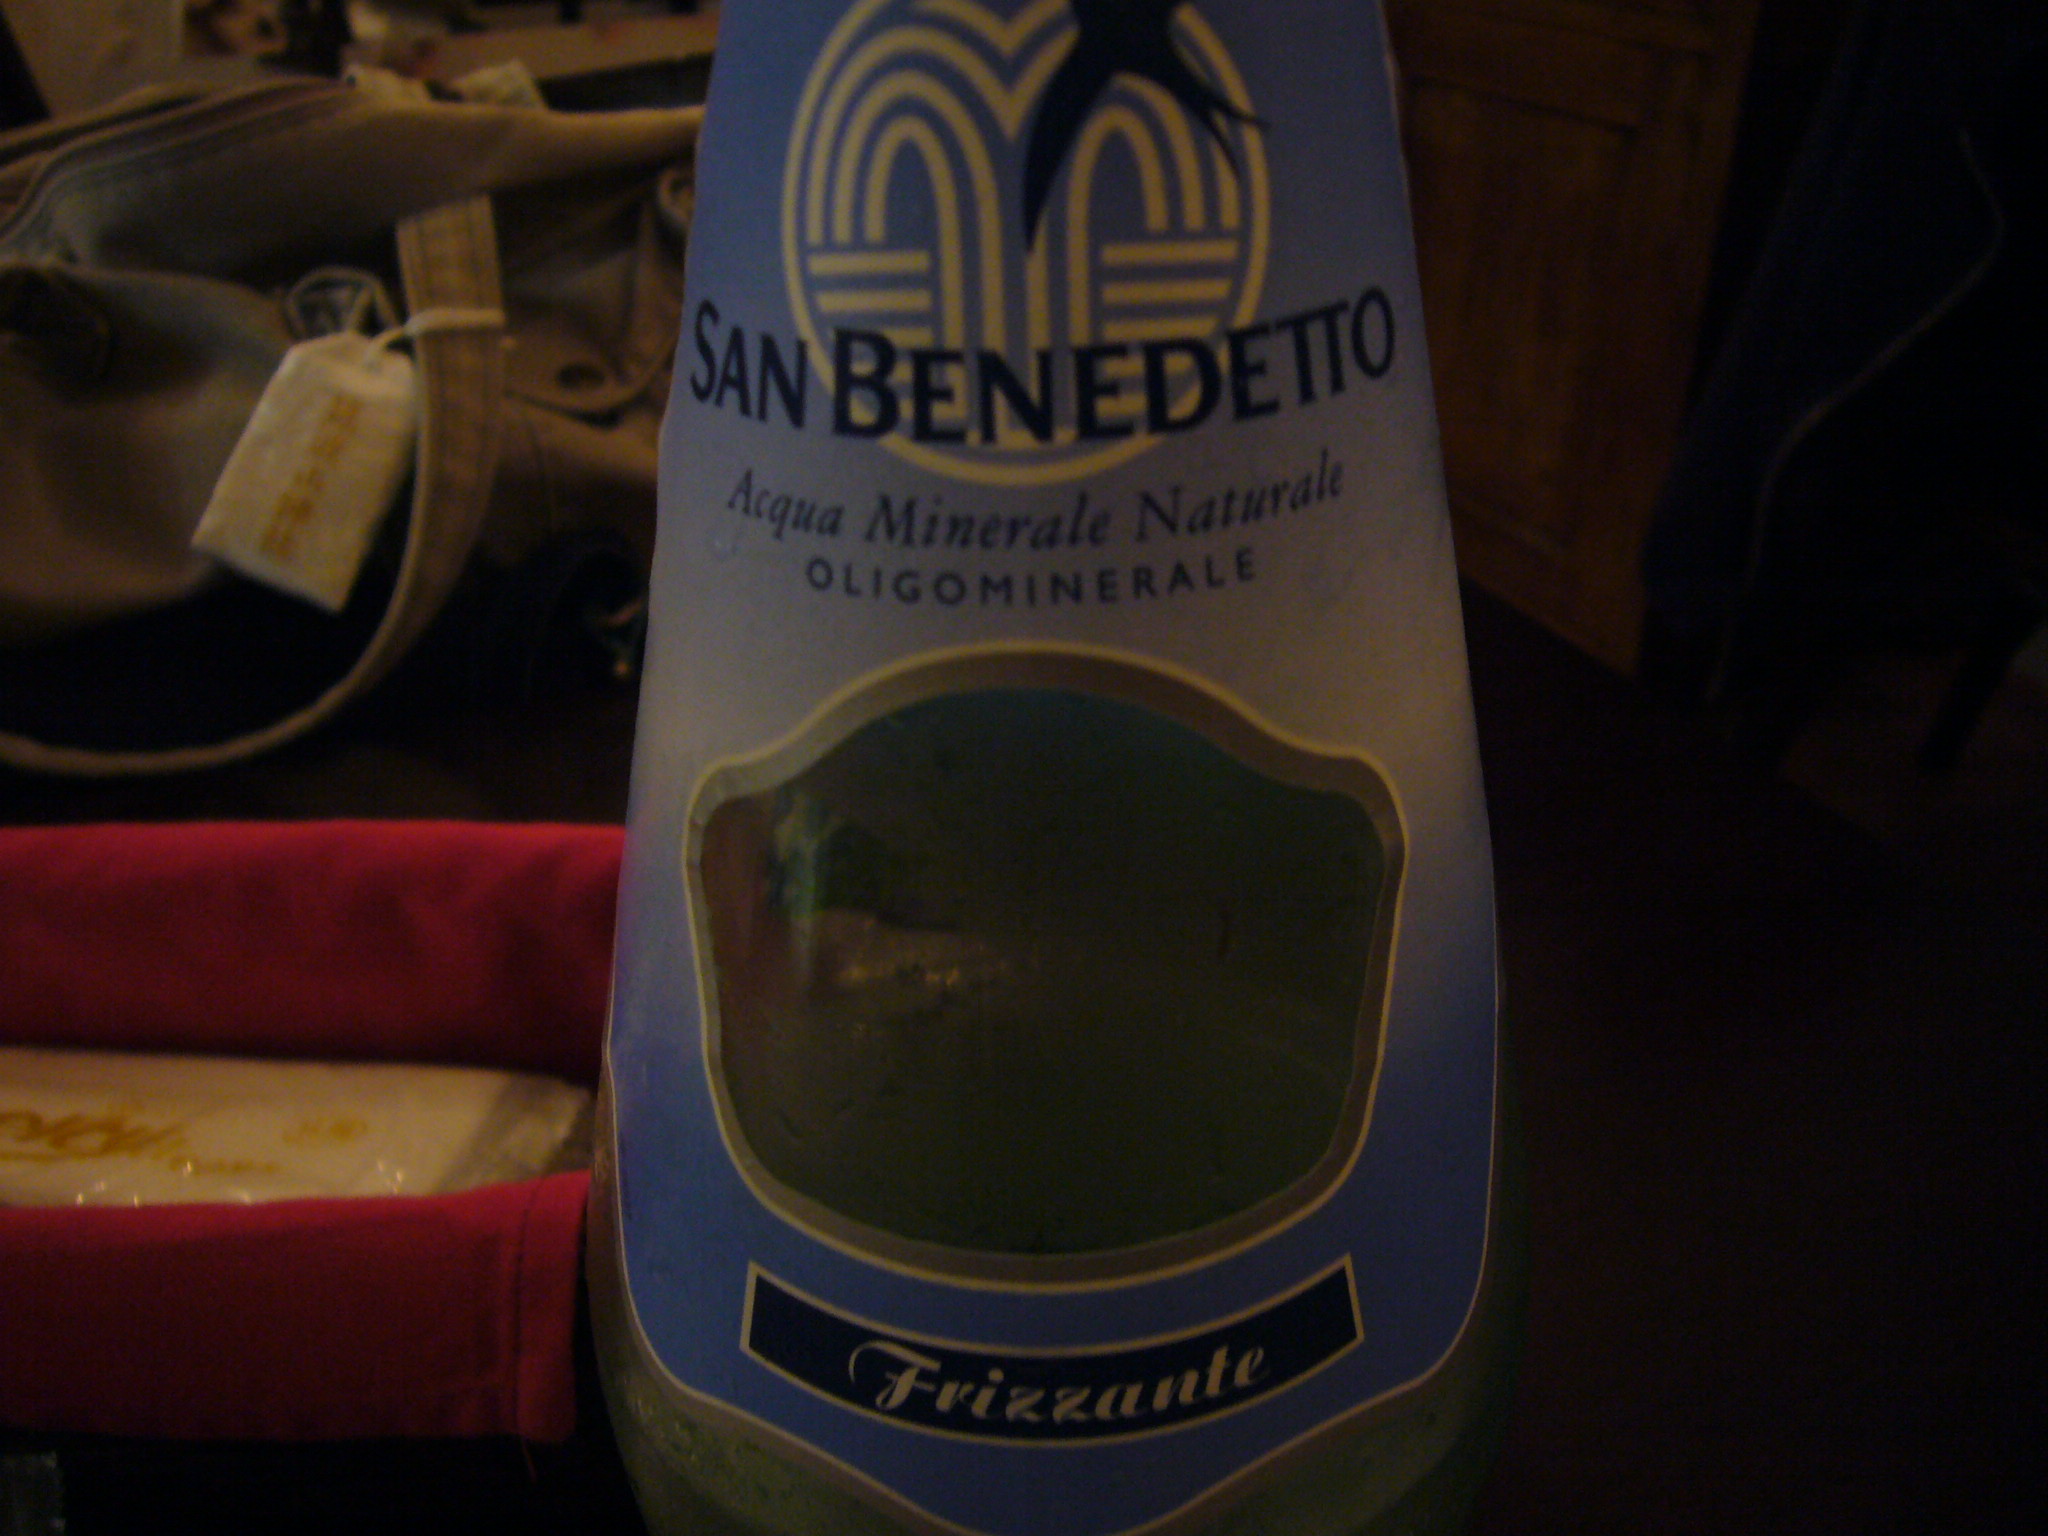 SAN BENEDETTO
Acqua Minerale Naturale
OLIGOMINERALE
Frizzante